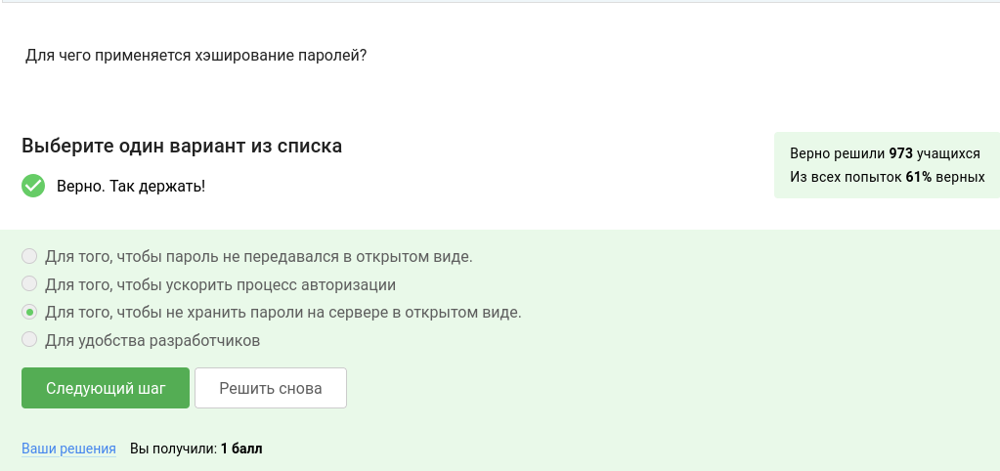 Для чего применяется хэширование паролей?
Выберите один вариант из списка
Верно. Так держать!
Верно решили 973 учащихся
Из всех попыток 61% верных
Для того, чтобы пароль не передавался в открытом виде.
Для того, чтобы ускорить процесс авторизации
Для того, чтобы не хранить пароли на сервере в открытом виде.
Для удобства разработчиков
Следующий шаг
Решить снова
Ваши решения Вы получили: 1 балл